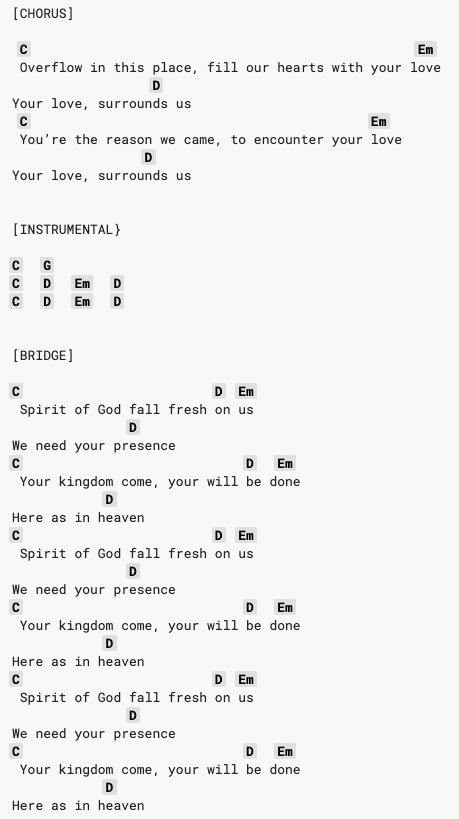 [CHORUS]
C Em
Overflow in this place, fill our hearts with your love
D
Your love, surrounds us
C Em
You’re the reason we came, to encounter your love
D
Your love, surrounds us
[INSTRUMENTAL}
C G
C D Em D
C D Em D
[BRIDGE]
C D Em
Spirit of God fall fresh on us
D
We need your presence
C D Em
Your kingdom come, your will be done
D
Here as in heaven
C D Em
Spirit of God fall fresh on us
D
We need your presence
C D Em
Your kingdom come, your will be done
D
Here as in heaven
C D Em
Spirit of God fall fresh on us
D
We need your presence
C D Em
Your kingdom come, your will be done
D
Here as in heaven